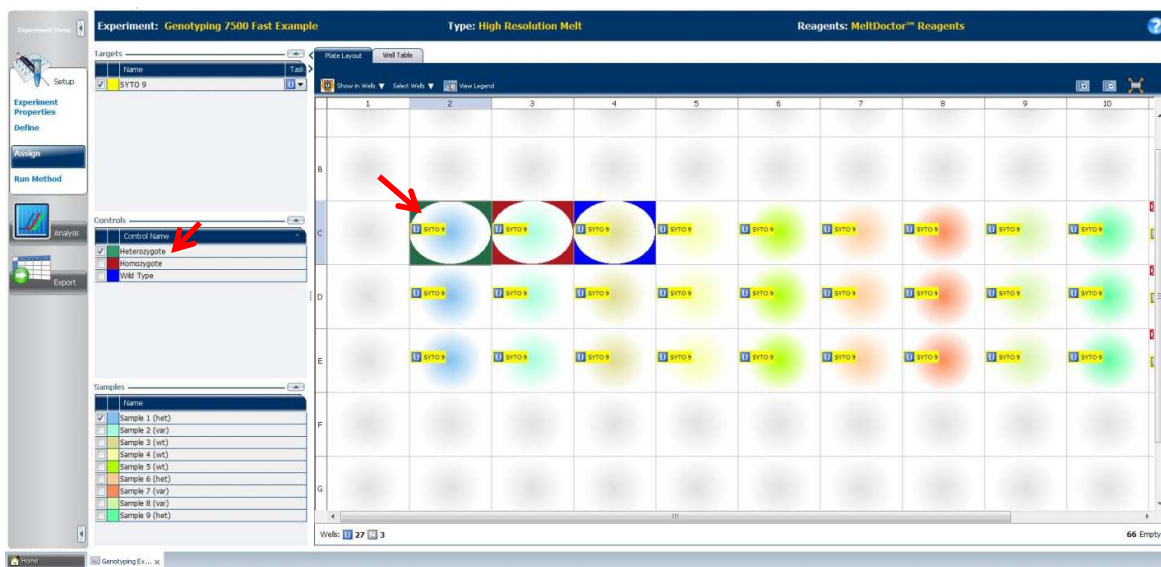 Experiment Menu
Experiment: Genotyping 7500 Fast Example
Type: High Resolution Melt
Reagents: MeltDoctor™ Reagents
?
Setup
Experiment
Properties
Define
Assign
Run Method
Analysis
Export
Targets
Name Task
SYTO 9 U
Controls
Control Name
Heterozygote
Homozygote
Wild Type
Samples
Name
Sample 1 (het)
Sample 2 (var)
Sample 3 (wt)
Sample 4 (wt)
Sample 5 (wt)
Sample 6 (het)
Sample 7 (var)
Sample 8 (var)
Sample 9 (het)
Plate Layout Well Table
Show in Wells ▼ Select Wells ▼ View Legend
1 2 3 4 5 6 7 8 9 10
B
C U SYTO 9 U SYTO 9 U SYTO 9 U SYTO 9 U SYTO 9 U SYTO 9 U SYTO 9 U SYTO 9 U SYTO 9
D U SYTO 9 U SYTO 9 U SYTO 9 U SYTO 9 U SYTO 9 U SYTO 9 U SYTO 9 U SYTO 9 U SYTO 9
E U SYTO 9 U SYTO 9 U SYTO 9 U SYTO 9 U SYTO 9 U SYTO 9 U SYTO 9 U SYTO 9 U SYTO 9
F
G
Wells: U 27 N 3
66 Empty
Home
Genotyping Ex... x